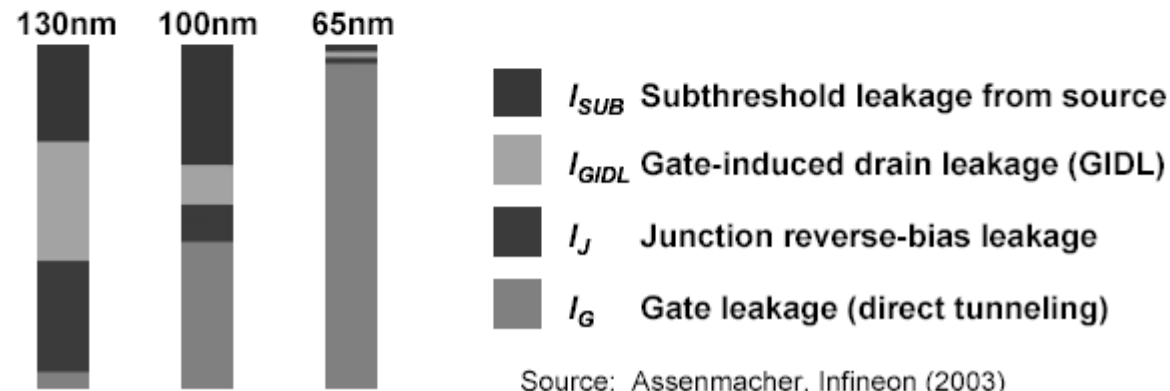 130nm 100nm 65nm
I_SUB Subthreshold leakage from source
I_GIDL Gate-induced drain leakage (GIDL)
I_J Junction reverse-bias leakage
I_G Gate leakage (direct tunneling)
Source: Assenmacher, Infineon (2003)